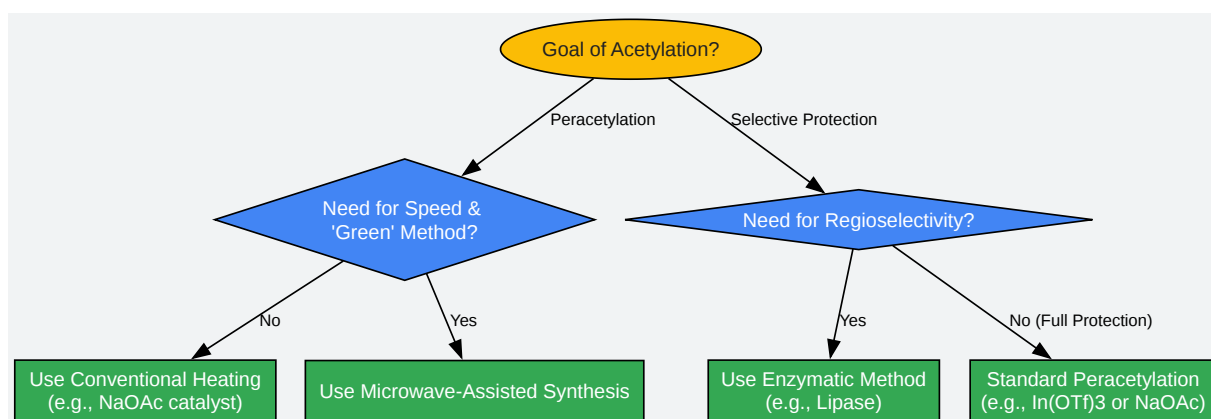 Goal of Acetylation?
Peracetylation
Selective Protection
Need for Speed &
'Green' Method?
Need for Regioselectivity?
No
Yes
Yes
No (Full Protection)
Use Conventional Heating
(e.g., NaOAc catalyst)
Use Microwave-Assisted Synthesis
Use Enzymatic Method
(e.g., Lipase)
Standard Peracetylation
(e.g., In(OTf)3 or NaOAc)